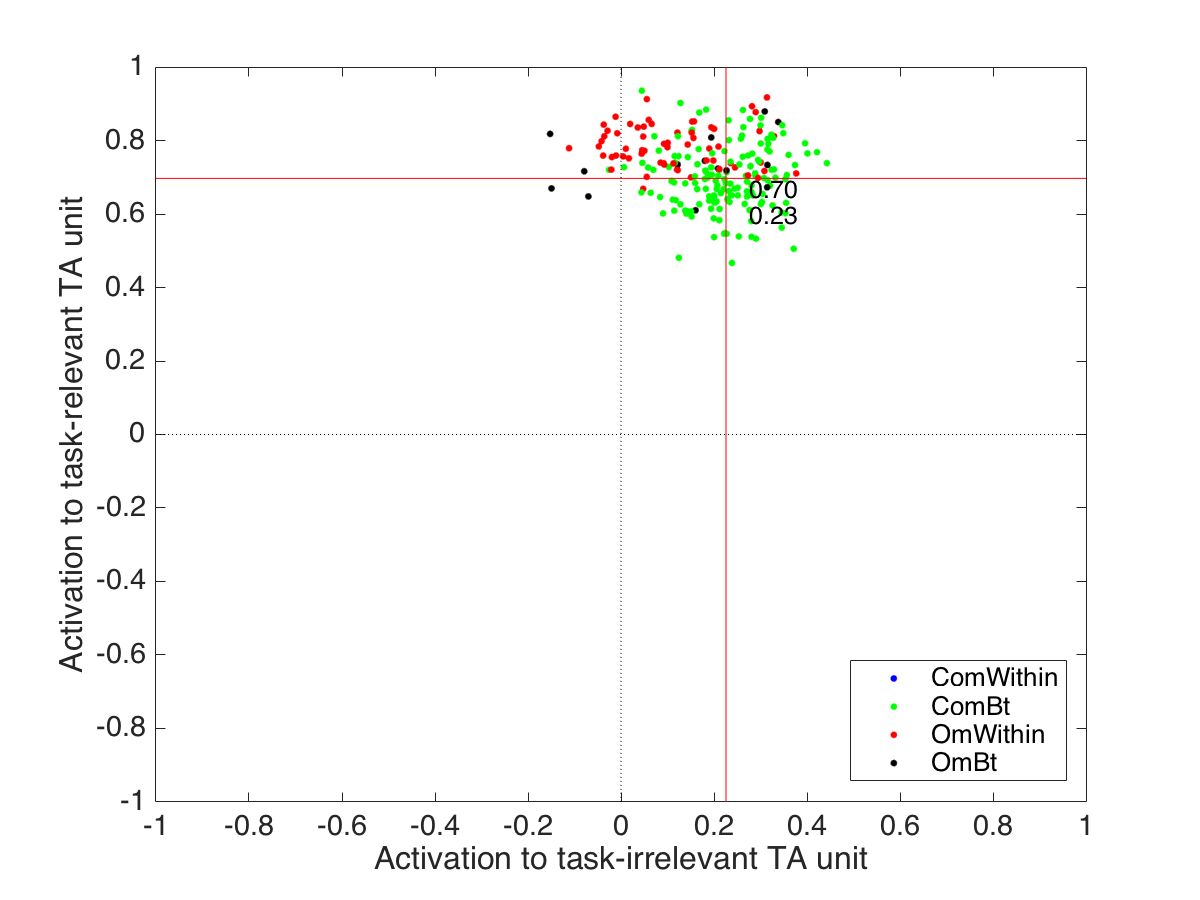 1
0.8
0.6
0.4
0.2
0
-0.2
-0.4
-0.6
-0.8
-1
Activation to task-relevant TA unit
0.70
0.23
ComWithin
ComBt
OmWithin
OmBt
-1 -0.8 -0.6 -0.4 -0.2 0 0.2 0.4 0.6 0.8 1
Activation to task-irrelevant TA unit